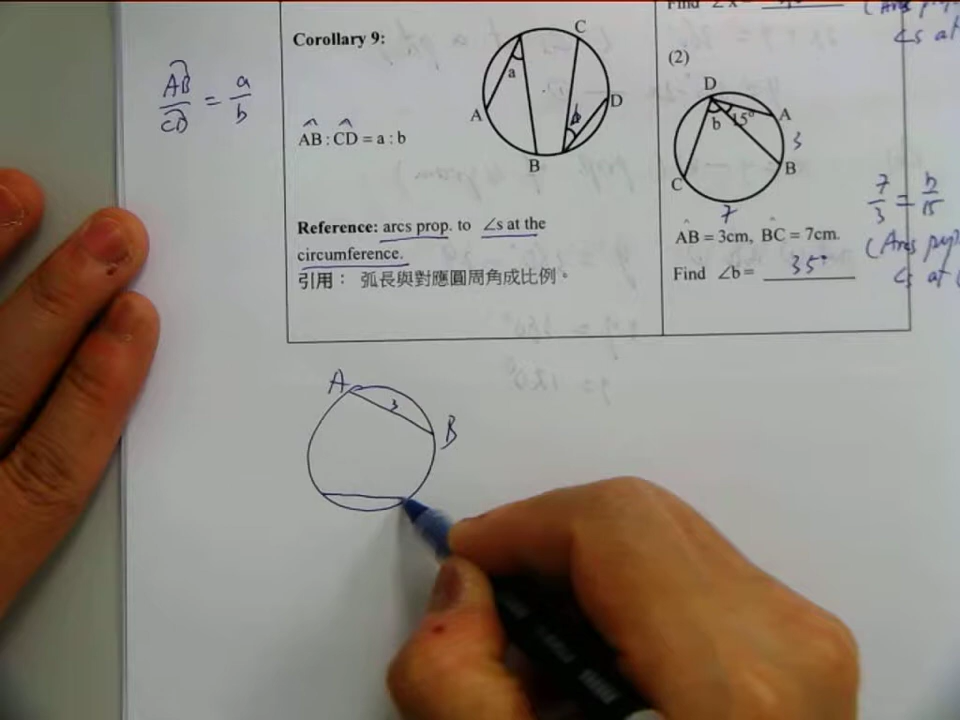 Find ∠x =
∠s at
Corollary 9:
C
a
A
D
b
B
AB : CD = a : b
AB/CD = a/b
Reference: arcs prop. to ∠s at the
circumference.
引用： 弧長與對應圓周角成比例。
(2)
D
b 15° A
3
B
C
7
AB = 3cm, BC = 7cm.
Find ∠b = 35°
7/3 = b/15
(Arcs prop
∠s at
A
3
B